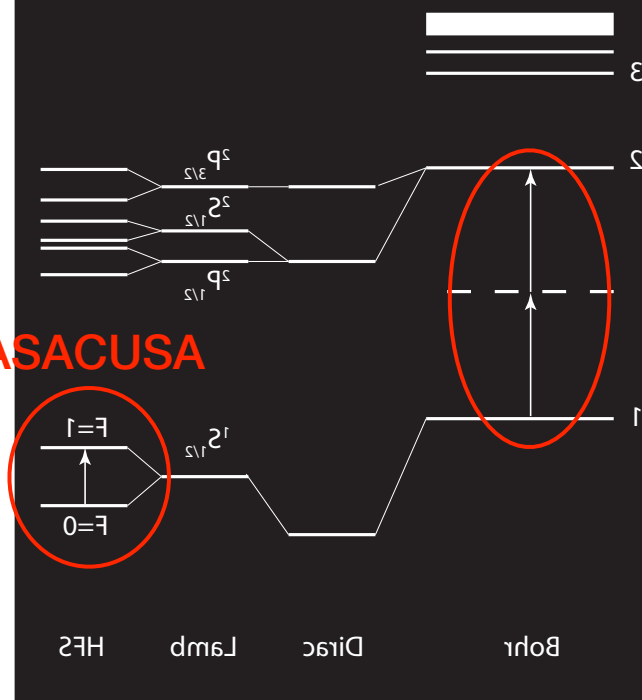 3
2
2P3/2
2S1/2
2P1/2
ASACUSA
1
F=1
1S1/2
F=0
HFS Lamb Dirac Bohr